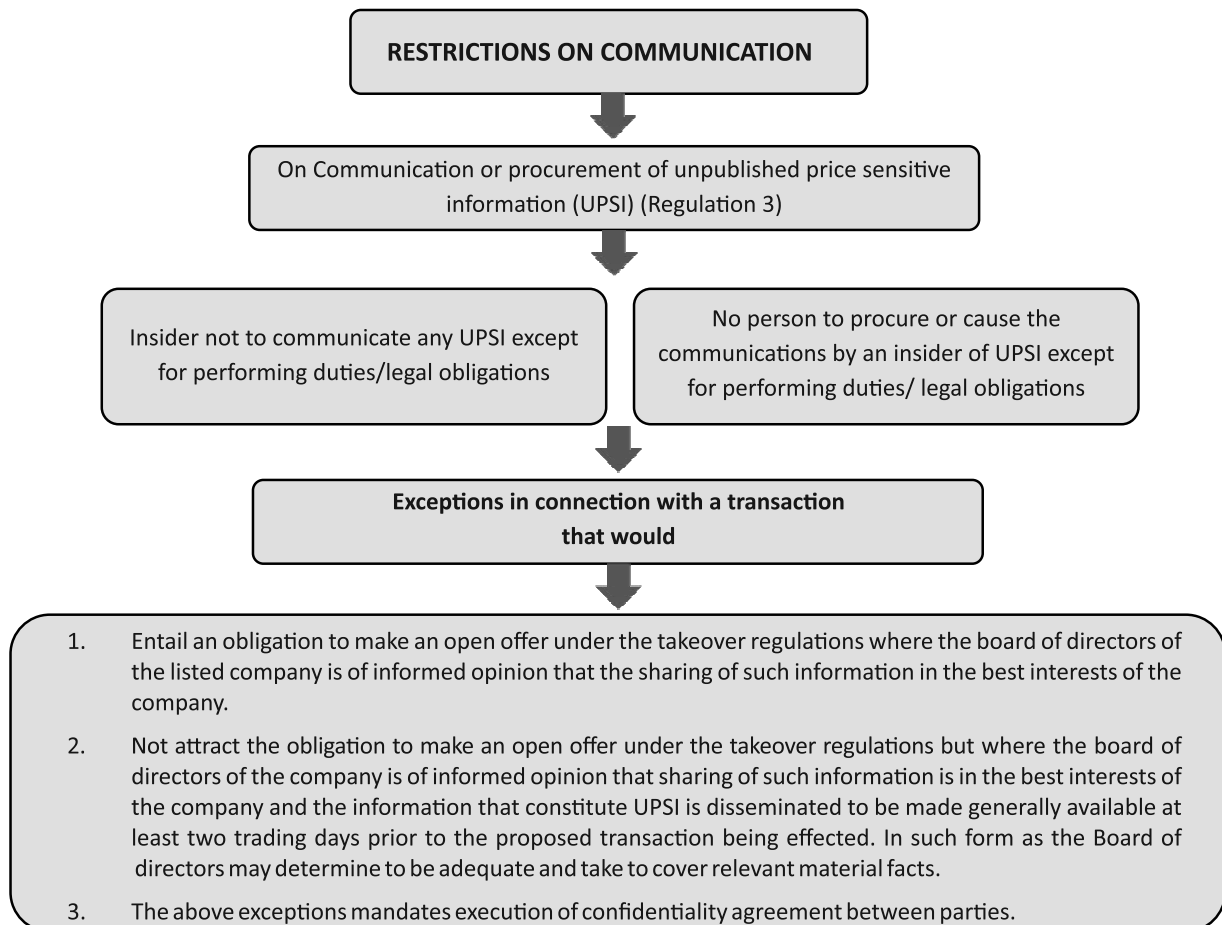 RESTRICTIONS ON COMMUNICATION
On Communication or procurement of unpublished price sensitive
information (UPSI) (Regulation 3)
Insider not to communicate any UPSI except
for performing duties/legal obligations
No person to procure or cause the
communications by an insider of UPSI except
for performing duties/ legal obligations
Exceptions in connection with a transaction
that would
1. Entail an obligation to make an open offer under the takeover regulations where the board of directors of
the listed company is of informed opinion that the sharing of such information in the best interests of the
company.
2. Not attract the obligation to make an open offer under the takeover regulations but where the board of
directors of the company is of informed opinion that sharing of such information is in the best interests of
the company and the information that constitute UPSI is disseminated to be made generally available at
least two trading days prior to the proposed transaction being effected. In such form as the Board of
directors may determine to be adequate and take to cover relevant material facts.
3. The above exceptions mandates execution of confidentiality agreement between parties.